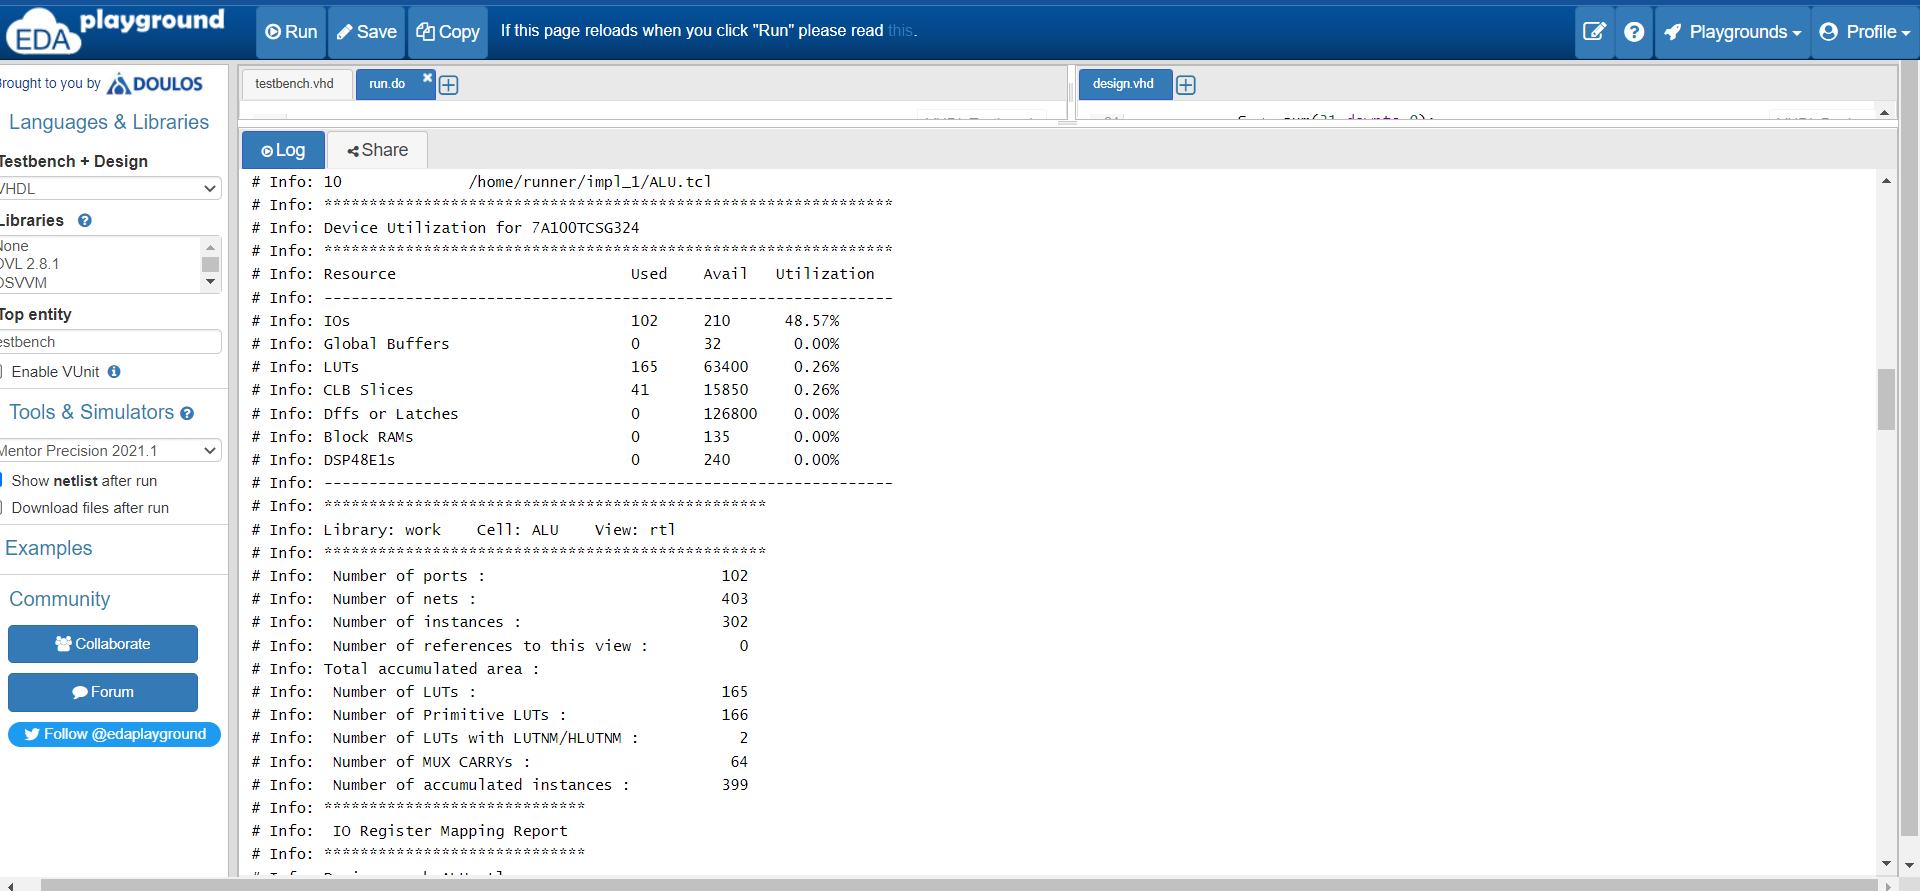 EDA playground
Run
Save
Copy
If this page reloads when you click "Run" please read this.
Playgrounds
Profile
rought to you by DOULOS
testbench.vhd
run.do
design.vhd
Languages & Libraries
Testbench + Design
VHDL
Libraries
None
OVL 2.8.1
OSVVM
Top entity
estbench
Enable VUnit
Tools & Simulators
Mentor Precision 2021.1
Show netlist after run
Download files after run
Examples
Community
Collaborate
Forum
Follow @edaplayground
Log
Share
# Info: 10 /home/runner/impl_1/ALU.tcl
# Info: ***************************************************************
# Info: Device Utilization for 7A100TCSG324
# Info: ***************************************************************
# Info: Resource Used Avail Utilization
# Info: ---------------------------------------------------------------
# Info: IOs 102 210 48.57%
# Info: Global Buffers 0 32 0.00%
# Info: LUTs 165 63400 0.26%
# Info: CLB Slices 41 15850 0.26%
# Info: Dffs or Latches 0 126800 0.00%
# Info: Block RAMs 0 135 0.00%
# Info: DSP48E1s 0 240 0.00%
# Info: ---------------------------------------------------------------
# Info: *************************************************
# Info: Library: work Cell: ALU View: rtl
# Info: *************************************************
# Info: Number of ports : 102
# Info: Number of nets : 403
# Info: Number of instances : 302
# Info: Number of references to this view : 0
# Info: Total accumulated area :
# Info: Number of LUTs : 165
# Info: Number of Primitive LUTs : 166
# Info: Number of LUTs with LUTNM/HLUTNM : 2
# Info: Number of MUX CARRYs : 64
# Info: Number of accumulated instances : 399
# Info: *****************************
# Info: IO Register Mapping Report
# Info: *****************************